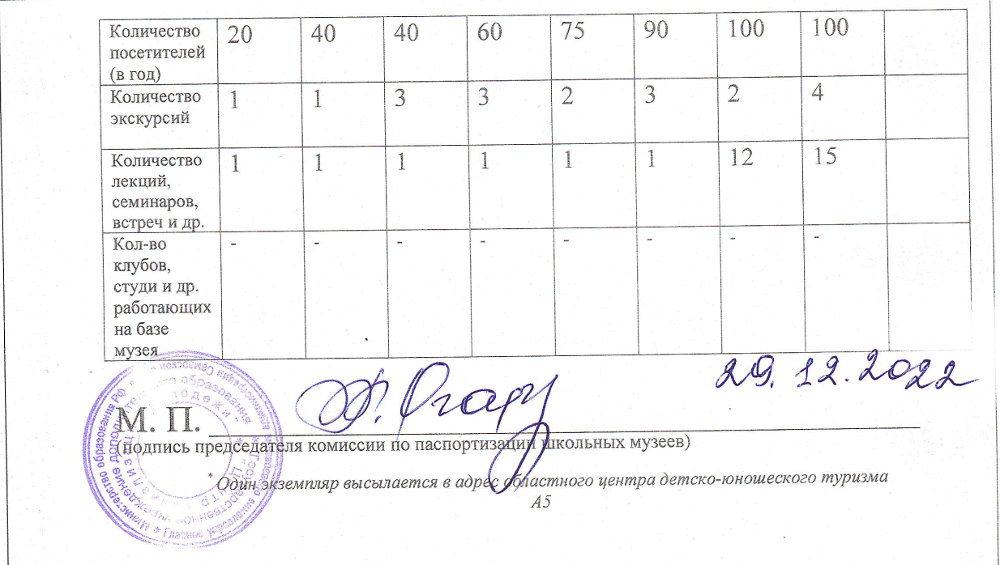 Количество посетителей (в год) 20 40 40 60 75 90 100 100
Количество экскурсий 1 1 3 3 2 3 2 4
Количество лекций, семинаров, встреч и др. 1 1 1 1 1 1 12 15
Кол-во клубов, студи и др. работающих на базе музея - - - - - - - -
29.12.2022
М. П.
(подпись председателя комиссии по паспортизации школьных музеев)
* Один экземпляр высылается в адрес областного центра детско-юношеского туризма
А5